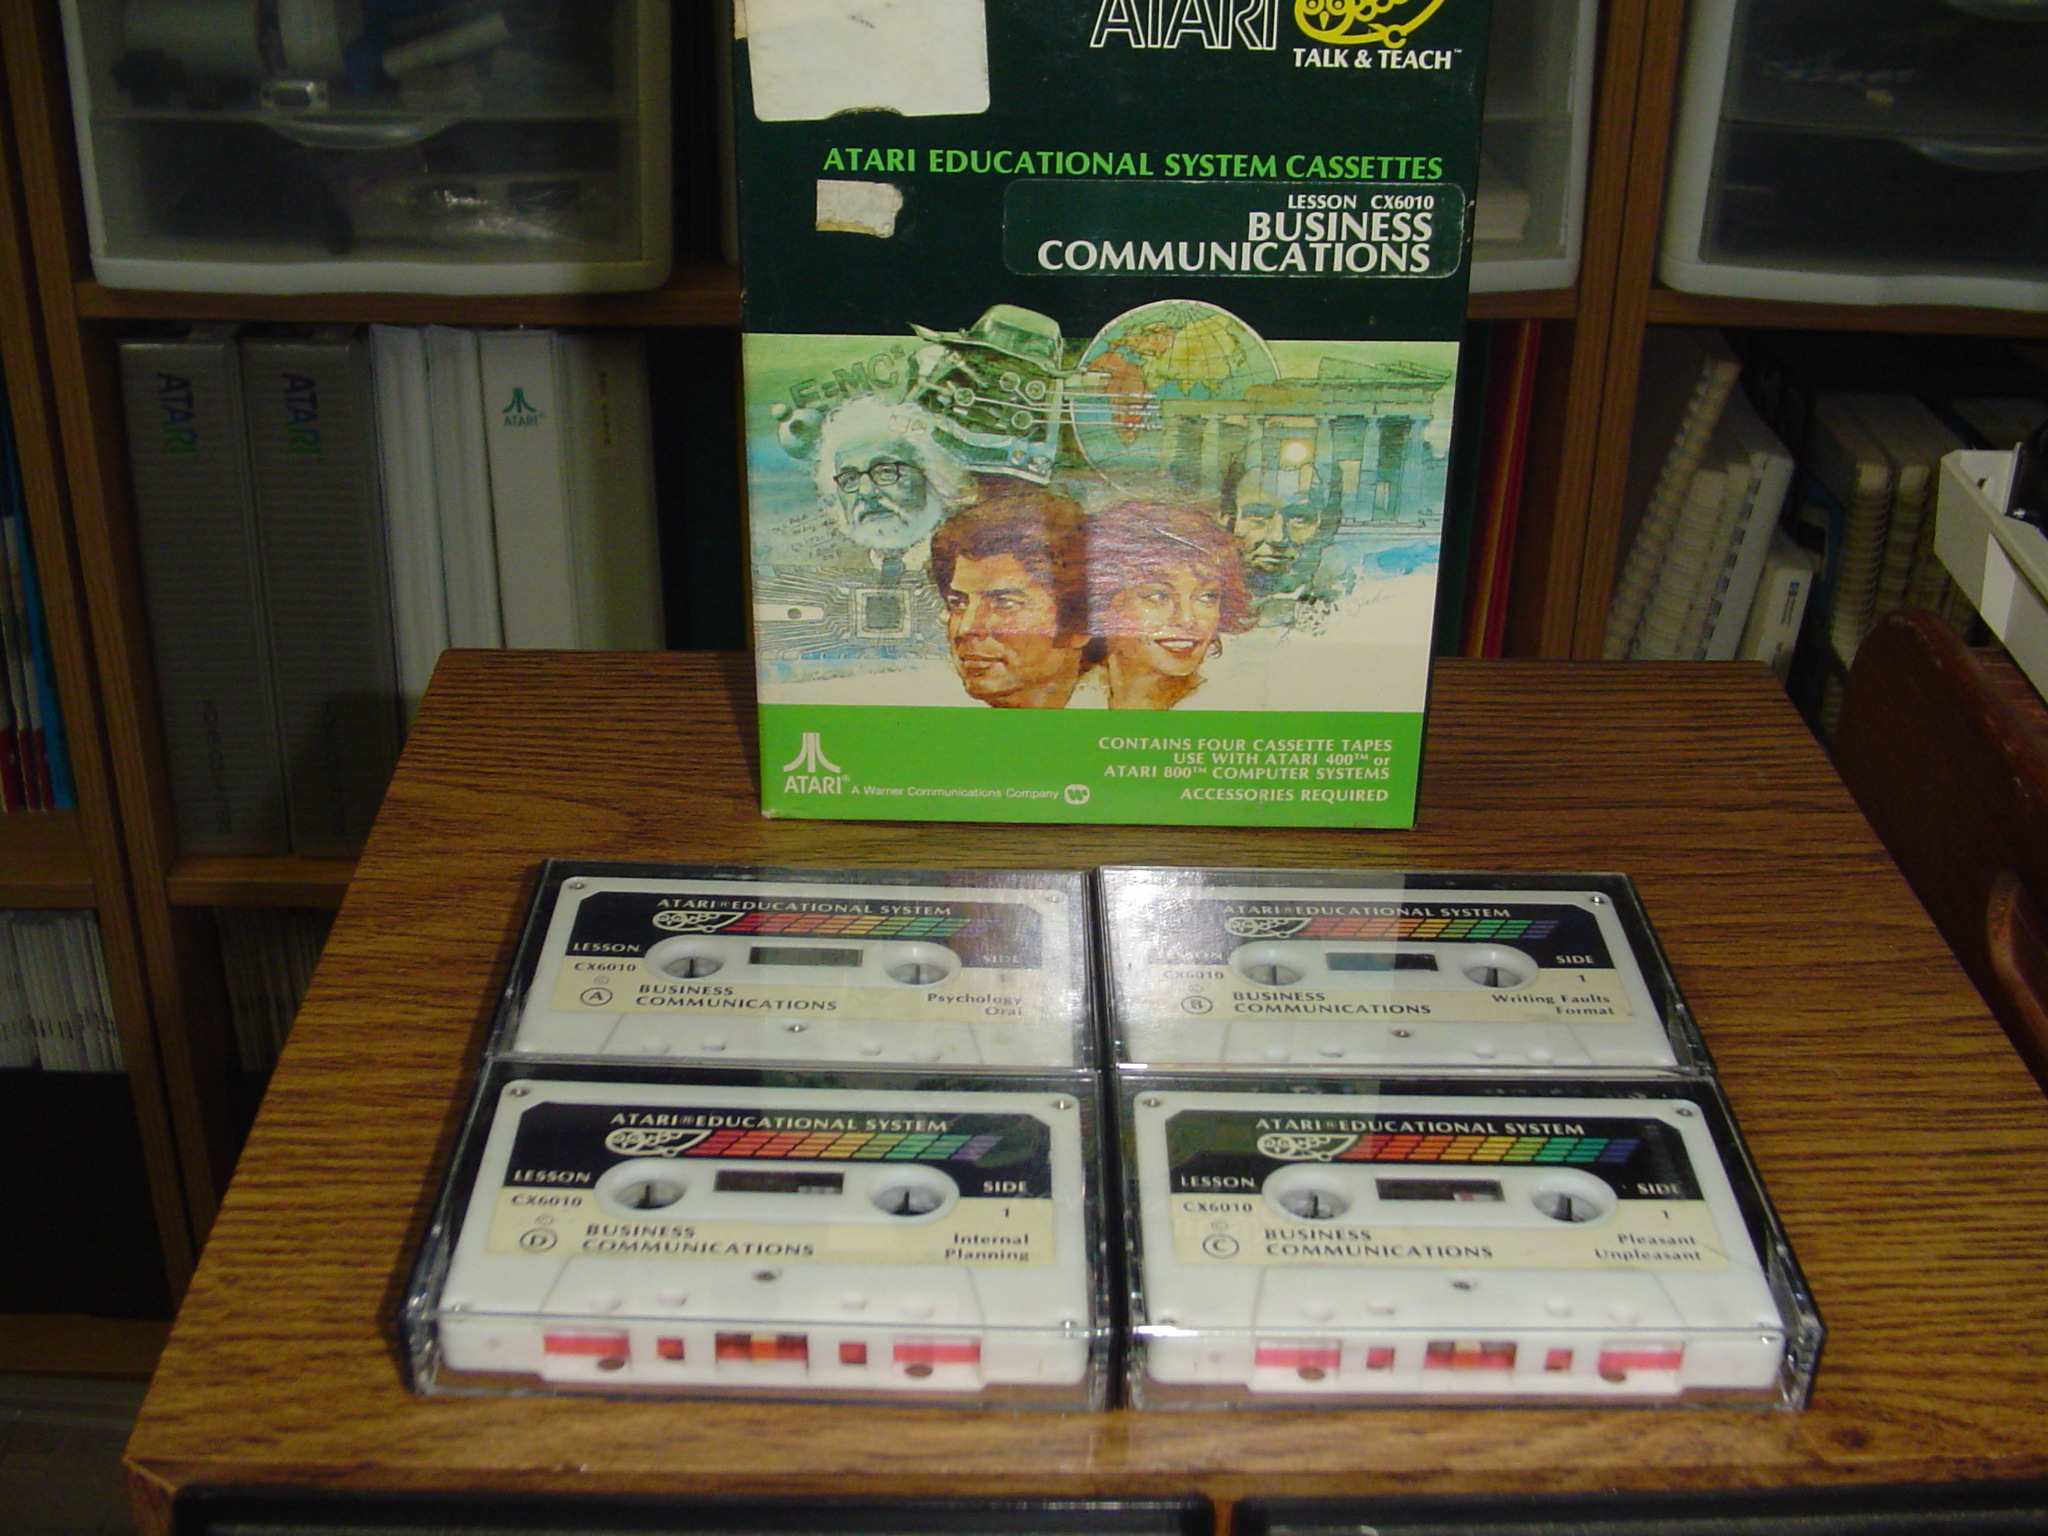 ATARI
TALK & TEACH™
ATARI EDUCATIONAL SYSTEM CASSETTES
LESSON CX6010
BUSINESS
COMMUNICATIONS
E=MC²
ATARI®
A Warner Communications Company
CONTAINS FOUR CASSETTE TAPES
USE WITH ATARI 400™ or
ATARI 800™ COMPUTER SYSTEMS
ACCESSORIES REQUIRED
ATARI
ATARI
ATARI
ATARI® EDUCATIONAL SYSTEM
LESSON
SIDE
CX6010
1
©
A
BUSINESS
COMMUNICATIONS
Psychology
Oral
ATARI® EDUCATIONAL SYSTEM
LESSON
SIDE
CX6010
1
©
B
BUSINESS
COMMUNICATIONS
Writing Faults
Format
ATARI® EDUCATIONAL SYSTEM
LESSON
SIDE
CX6010
1
©
D
BUSINESS
COMMUNICATIONS
Internal
Planning
ATARI® EDUCATIONAL SYSTEM
LESSON
SIDE
CX6010
1
©
C
BUSINESS
COMMUNICATIONS
Pleasant
Unpleasant